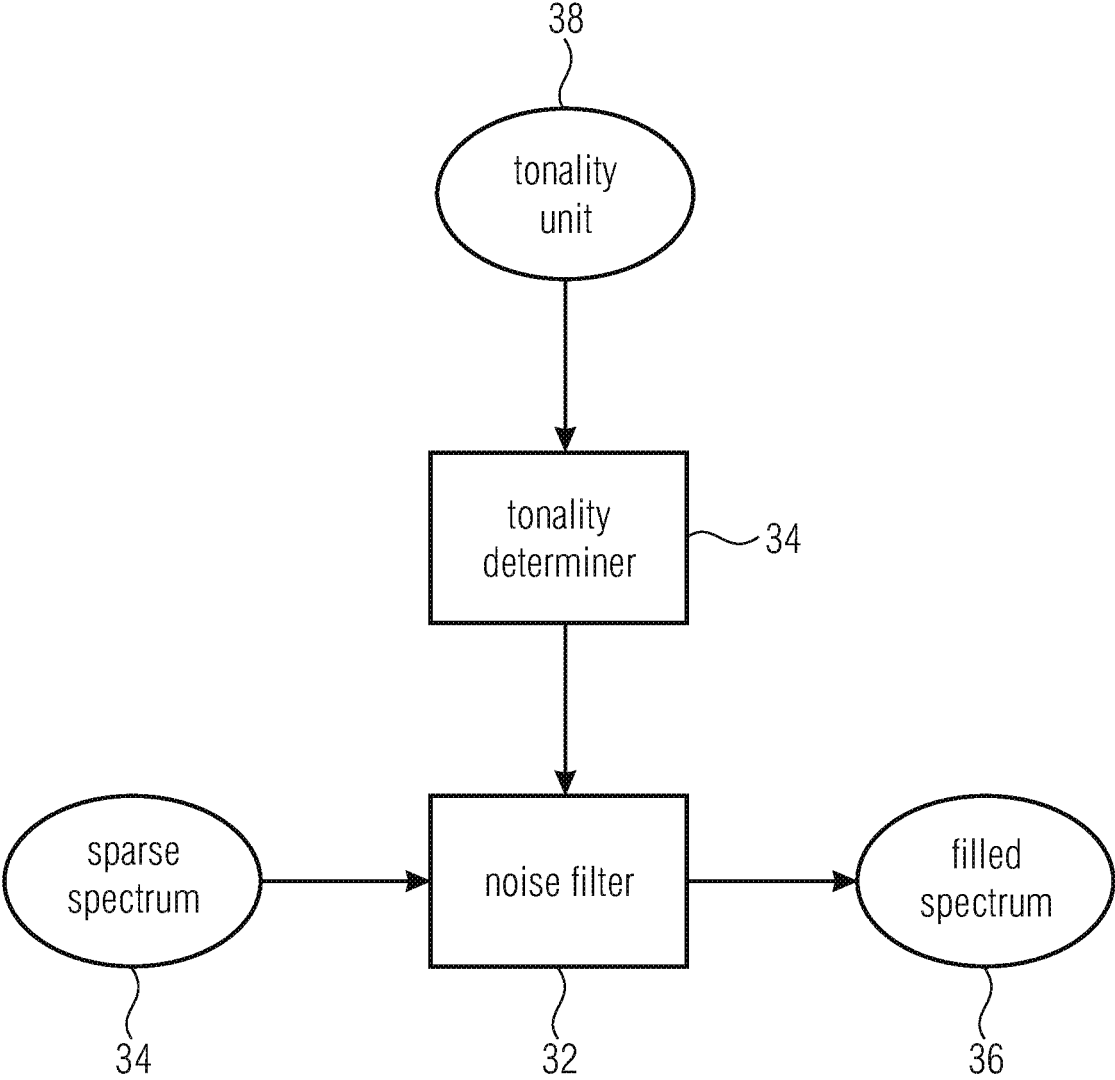 38
tonality
unit
tonality
determiner
34
sparse
spectrum
noise filter
filled
spectrum
34
32
36